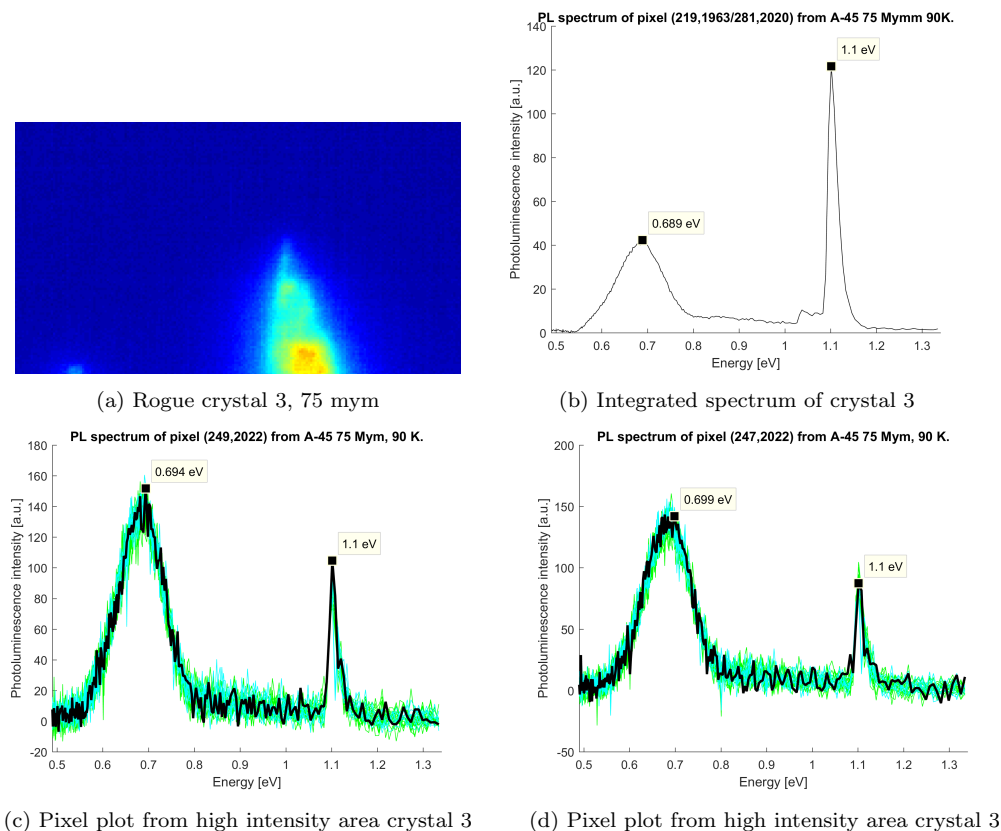 PL spectrum of pixel (219,1963/281,2020) from A-45 75 Mymm 90K.
140
120
100
80
60
40
20
0
Photoluminescence intensity [a.u.]
1.1 eV
0.689 eV
0.5 0.6 0.7 0.8 0.9 1 1.1 1.2 1.3
Energy [eV]
(a) Rogue crystal 3, 75 mym
(b) Integrated spectrum of crystal 3
PL spectrum of pixel (249,2022) from A-45 75 Mym, 90 K.
180
160
140
120
100
80
60
40
20
0
-20
Photoluminescence intensity [a.u.]
0.694 eV
1.1 eV
0.5 0.6 0.7 0.8 0.9 1 1.1 1.2 1.3
Energy [eV]
PL spectrum of pixel (247,2022) from A-45 75 Mym, 90 K.
200
150
100
50
0
-50
Photoluminescence intensity [a.u.]
0.699 eV
1.1 eV
0.5 0.6 0.7 0.8 0.9 1 1.1 1.2 1.3
Energy [eV]
(c) Pixel plot from high intensity area crystal 3
(d) Pixel plot from high intensity area crystal 3